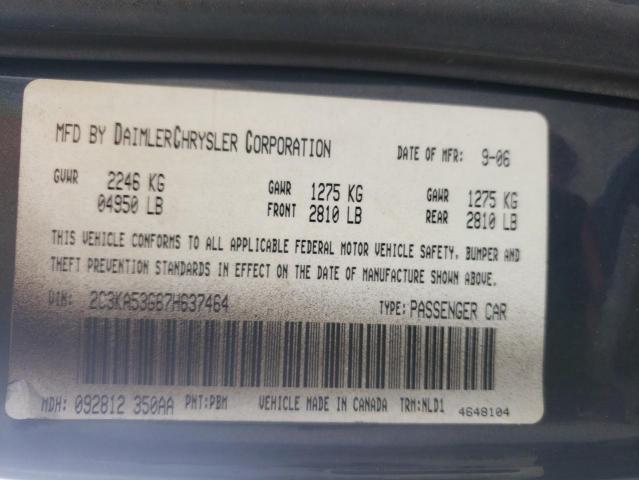 MFD BY DAIMLERCHRYSLER CORPORATION DATE OF MFR: 9-06
GVWR 2246 KG GAWR 1275 KG GAWR 1275 KG
04950 LB FRONT 2810 LB REAR 2810 LB
THIS VEHICLE CONFORMS TO ALL APPLICABLE FEDERAL MOTOR VEHICLE SAFETY, BUMPER AND
THEFT PREVENTION STANDARDS IN EFFECT ON THE DATE OF MANUFACTURE SHOWN ABOVE.
VIN: 2C3KA53G67H637464 TYPE: PASSENGER CAR
MDH: 092812 350AA PNT: PBM VEHICLE MADE IN CANADA TRM: NLD1 4648104